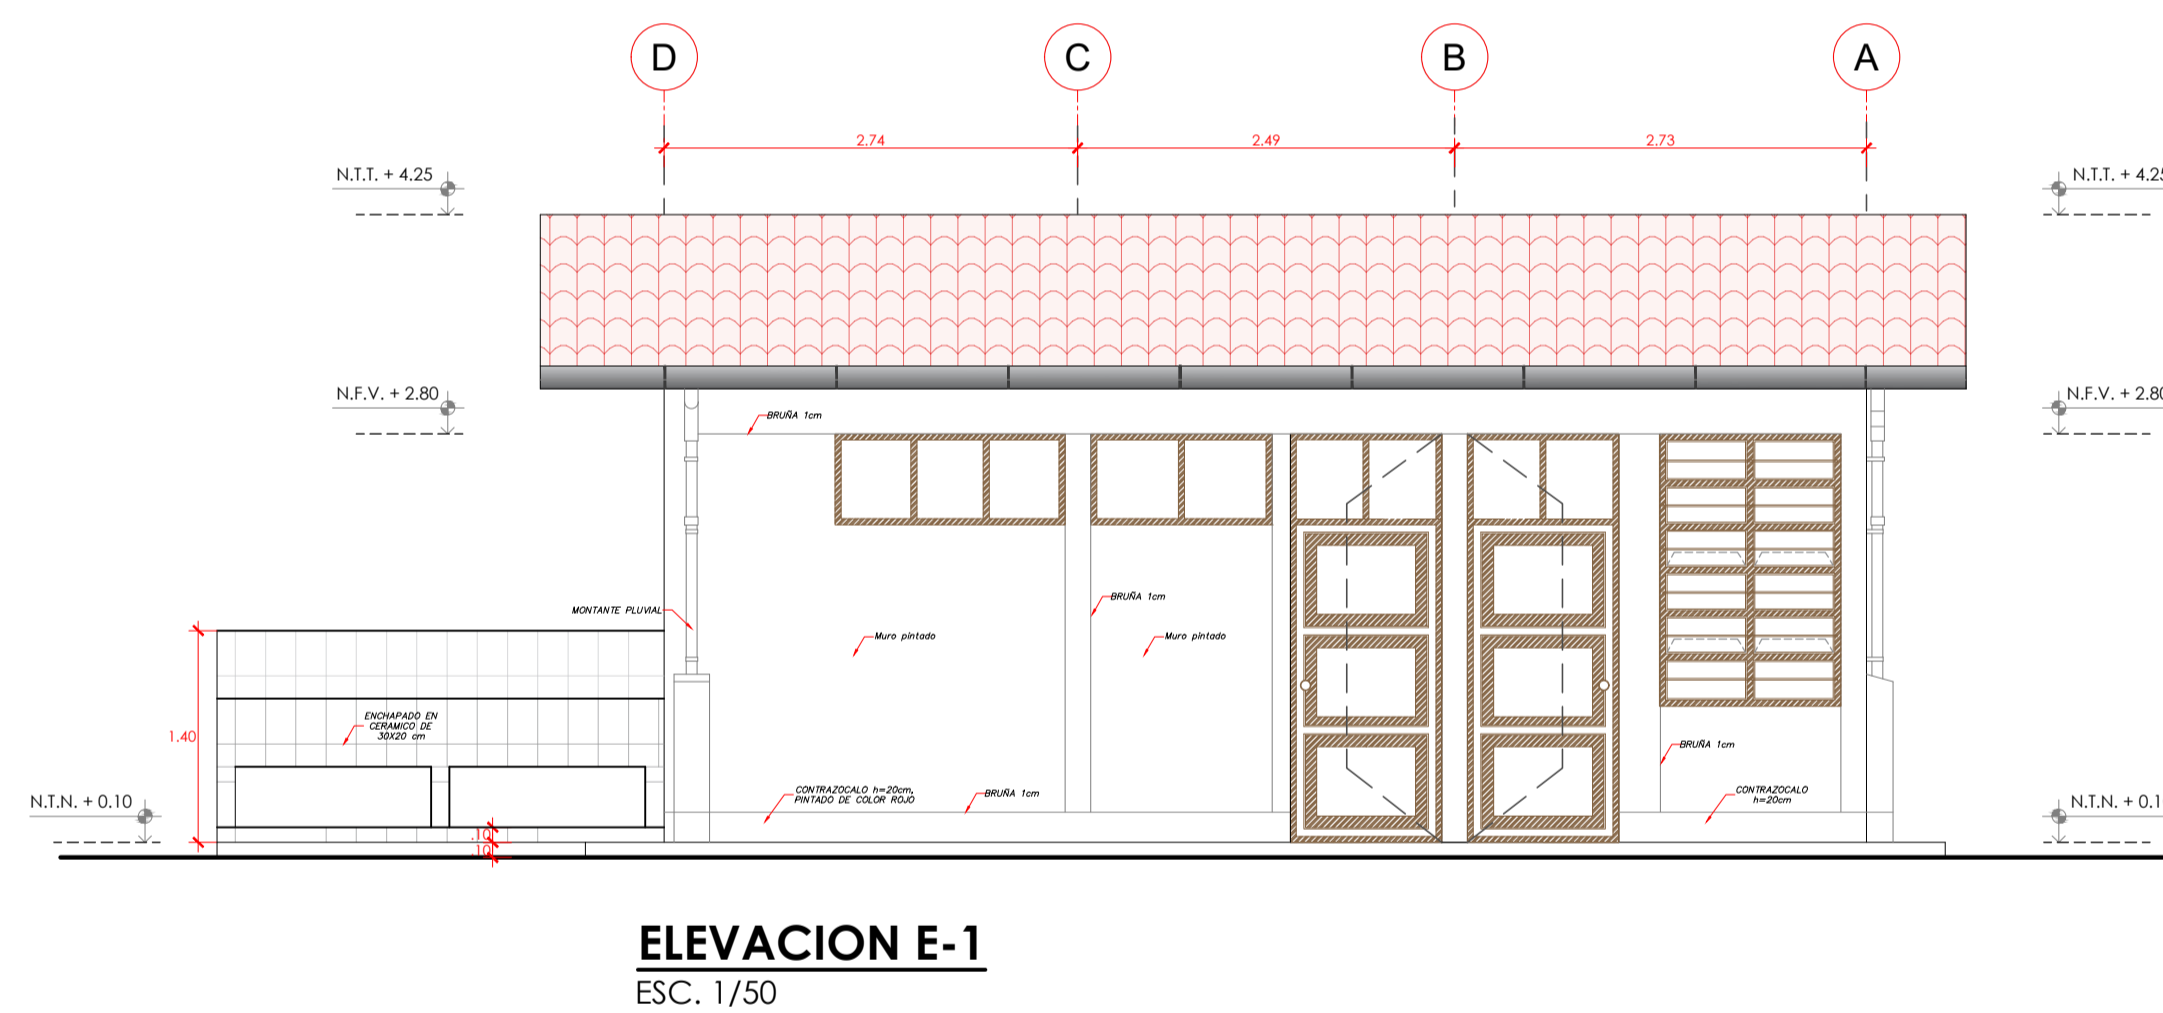 D
C
B
A
2.74
2.49
2.73
N.T.T. + 4.25
N.T.T. + 4.25
N.F.V. + 2.80
N.F.V. + 2.80
BRUÑA 1cm
MONTANTE PLUVIAL
BRUÑA 1cm
Muro pintado
Muro pintado
1.40
ENCHAPADO EN
CERAMICO DE
30X20 cm
BRUÑA 1cm
CONTRAZOCALO h=20cm,
PINTADO DE COLOR ROJO
BRUÑA 1cm
CONTRAZOCALO
h=20cm
N.T.N. + 0.10
N.T.N. + 0.1
.10
.10
ELEVACION E-1
ESC. 1/50